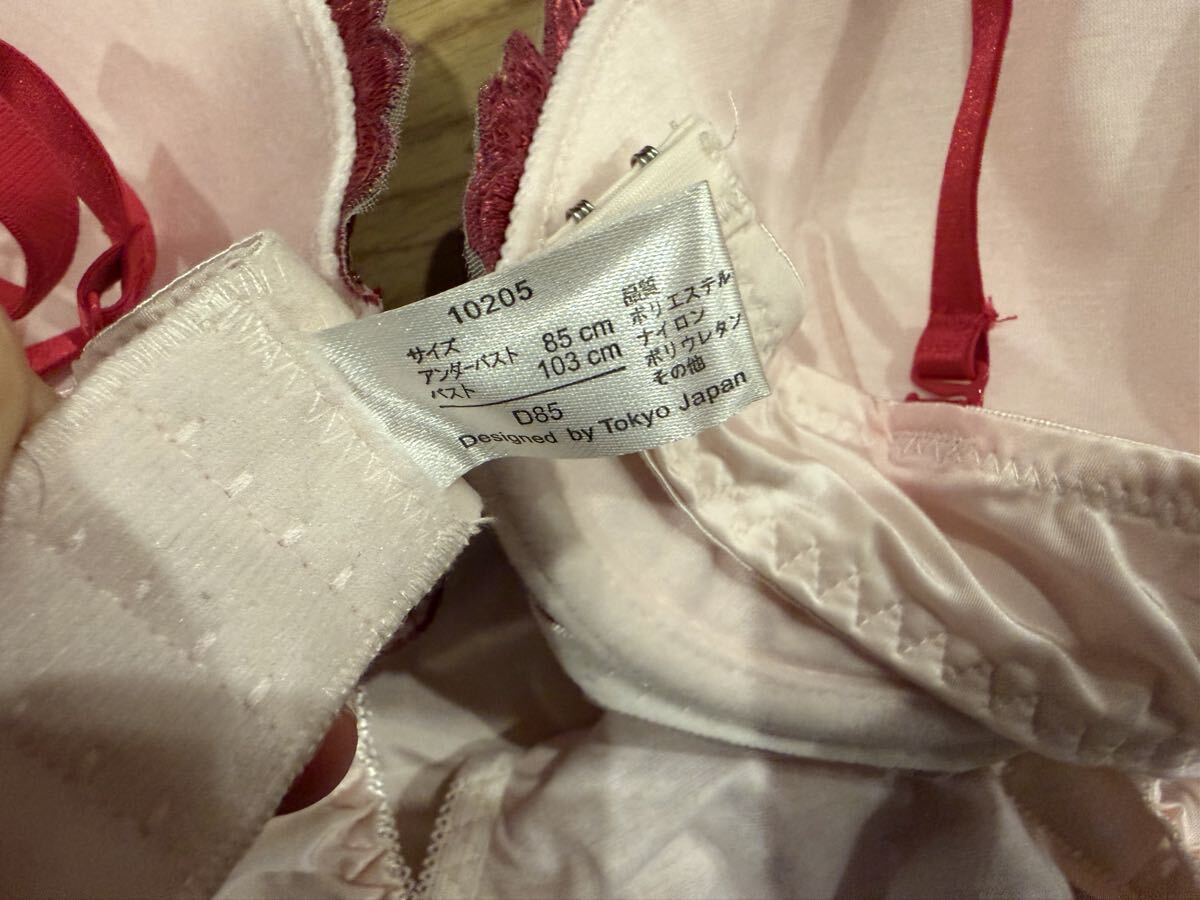 10205
サイズ
アンダーバスト 85 cm
バスト 103 cm
D85
Designed by Tokyo Japan
品質
ポリエステル
ナイロン
ポリウレタン
その他